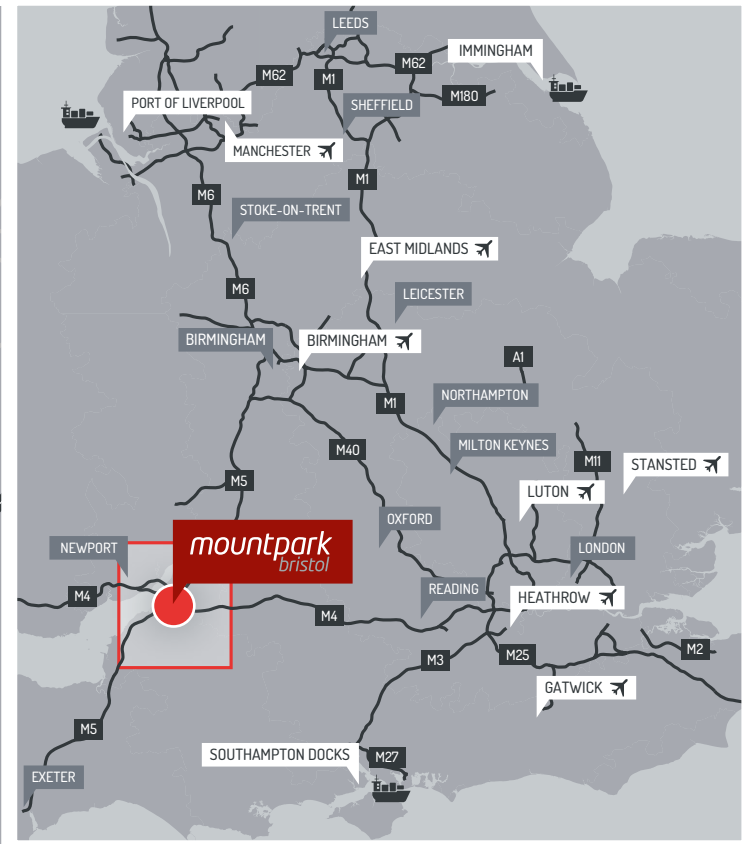 LEEDS
IMMINGHAM
M62
M1
M62
M180
PORT OF LIVERPOOL
SHEFFIELD
MANCHESTER
M1
M6
STOKE-ON-TRENT
EAST MIDLANDS
M6
LEICESTER
BIRMINGHAM
BIRMINGHAM
A1
NORTHAMPTON
M1
MILTON KEYNES
M40
M11
STANSTED
M5
LUTON
OXFORD
mountpark
bristol
NEWPORT
LONDON
READING
M4
HEATHROW
M4
M3
M25
M2
GATWICK
M5
SOUTHAMPTON DOCKS
M27
EXETER